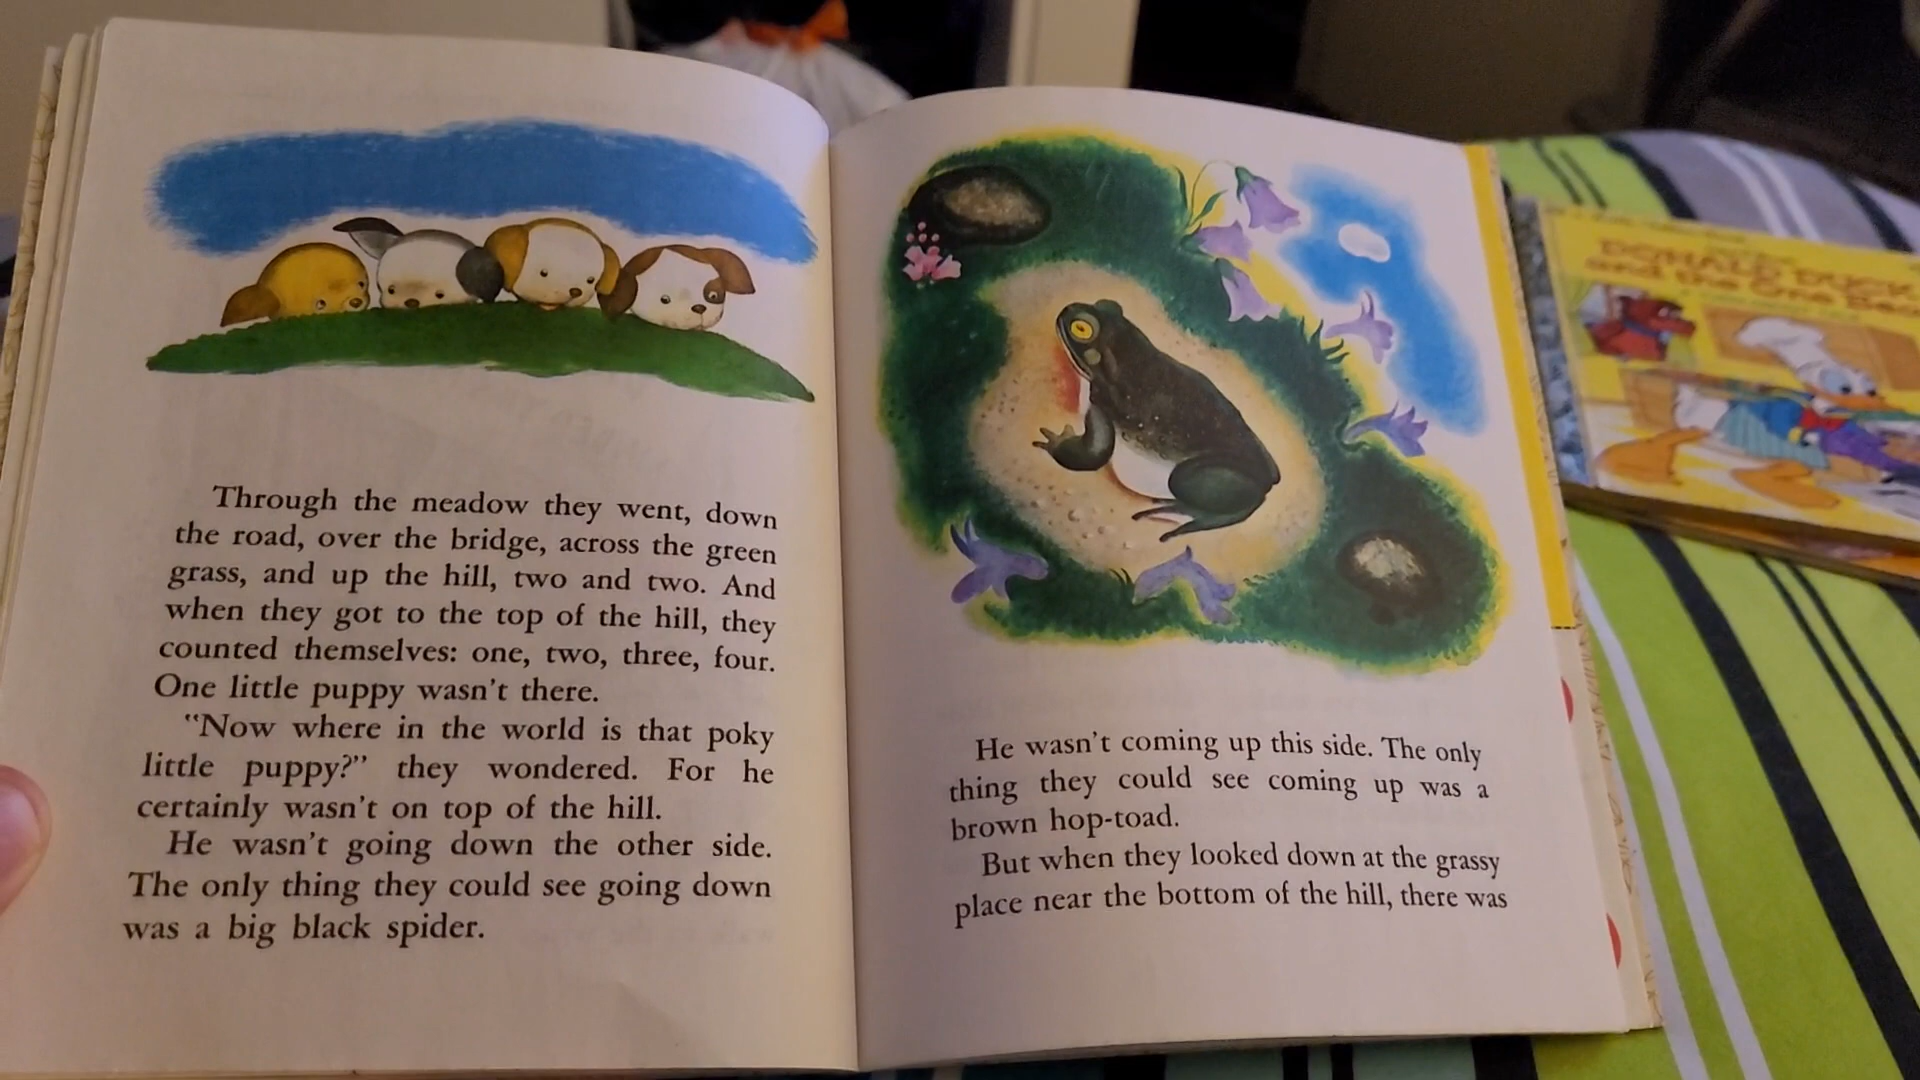 Through the meadow they went, down
the road, over the bridge, across the green
grass, and up the hill, two and two. And
when they got to the top of the hill, they
counted themselves: one, two, three, four.
One little puppy wasn't there.
"Now where in the world is that poky
little puppy?" they wondered. For he
certainly wasn't on top of the hill.
He wasn't going down the other side.
The only thing they could see going down
was a big black spider.
He wasn't coming up this side. The only
thing they could see coming up was a
brown hop-toad.
But when they looked down at the grassy
place near the bottom of the hill, there was
DONALD DUCK
and the One